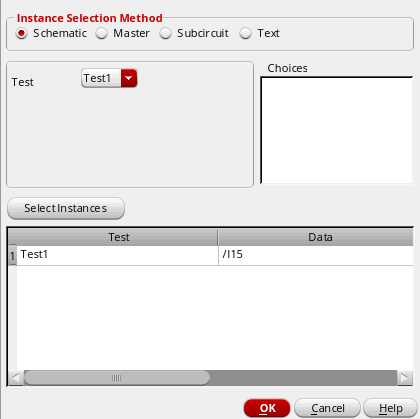 Instance Selection Method
Schematic Master Subcircuit Text
Test Test1
Choices
Select Instances
Test Data
1 Test1 /I15
OK Cancel Help